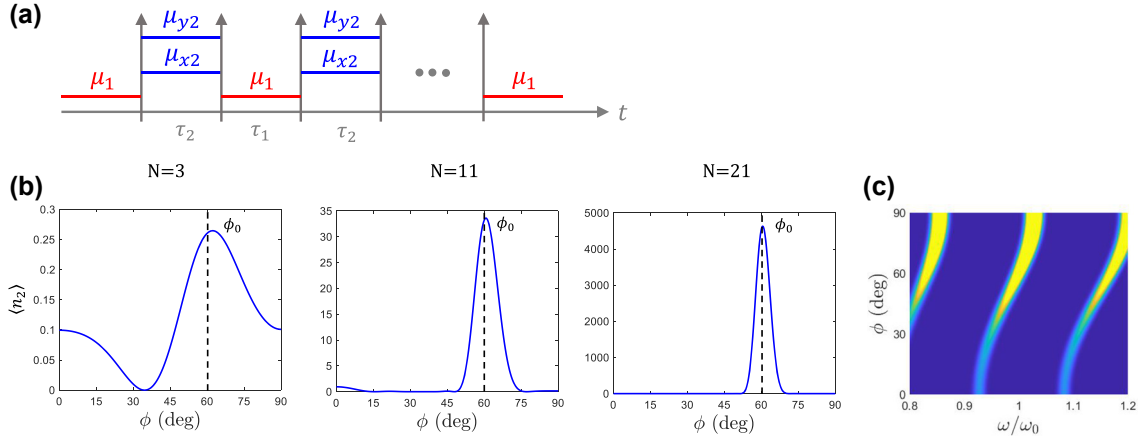 (a)
μy2 μy2
μx2 μx2
μ1 μ1 μ1
τ2 τ1 τ2 t
N=3 N=11 N=21
(b)
0.3
0.25
0.2
0.15
0.1
0.05
0
⟨n2⟩
ϕ0
0 15 30 45 60 75 90
ϕ (deg)
35
30
25
20
15
10
5
0
ϕ0
0 15 30 45 60 75 90
ϕ (deg)
5000
4000
3000
2000
1000
0
ϕ0
0 15 30 45 60 75 90
ϕ (deg)
(c)
90
60
30
0
ϕ (deg)
0.8 0.9 1 1.1 1.2
ω/ω0